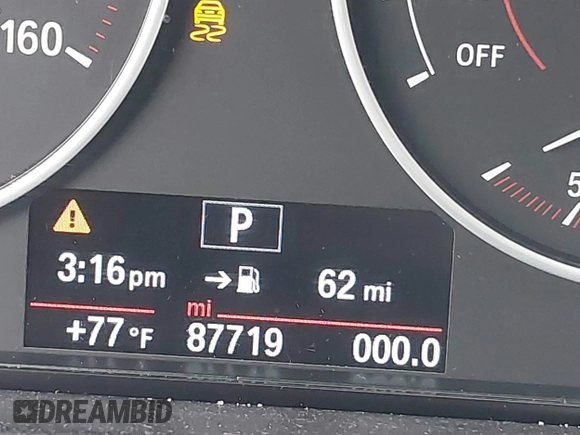 160
OFF
5
P
3:16pm 62 mi
mi
+77 °F 87719 000.0
DREAMBID